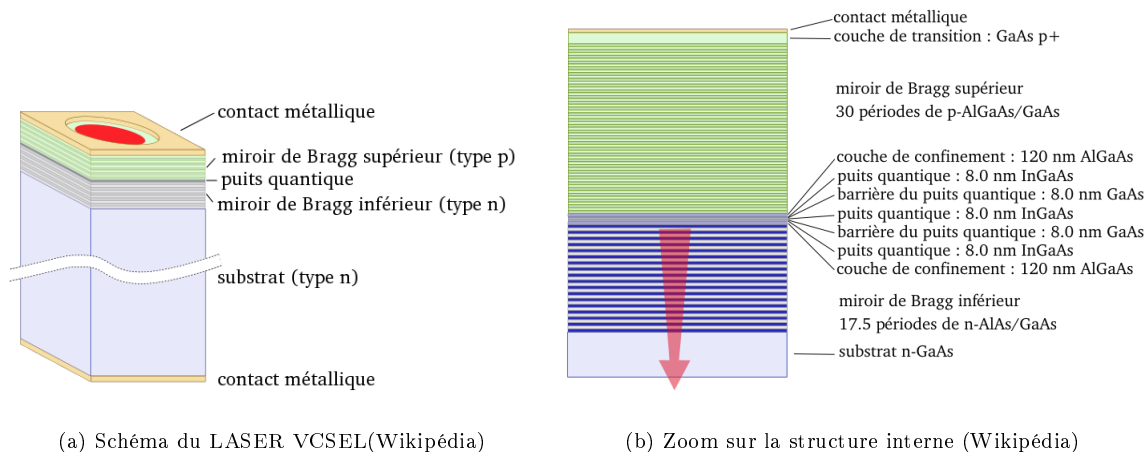 contact métallique
miroir de Bragg supérieur (type p)
puits quantique
miroir de Bragg inférieur (type n)
substrat (type n)
contact métallique
(a) Schéma du LASER VCSEL(Wikipédia)
contact métallique
couche de transition : GaAs p+
miroir de Bragg supérieur
30 périodes de p-AlGaAs/GaAs
couche de confinement : 120 nm AlGaAs
puits quantique : 8.0 nm InGaAs
barrière du puits quantique : 8.0 nm GaAs
puits quantique : 8.0 nm InGaAs
barrière du puits quantique : 8.0 nm GaAs
puits quantique : 8.0 nm InGaAs
couche de confinement : 120 nm AlGaAs
miroir de Bragg inférieur
17.5 périodes de n-AlAs/GaAs
substrat n-GaAs
(b) Zoom sur la structure interne (Wikipédia)